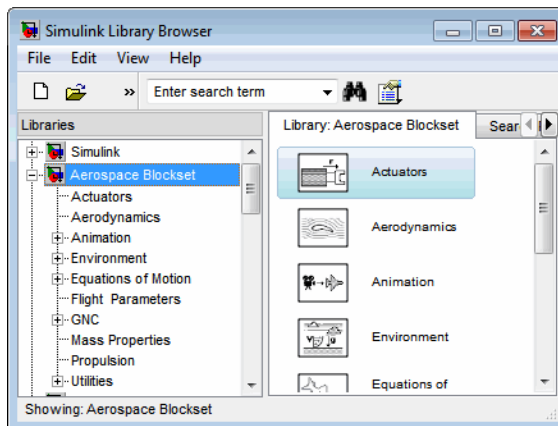 Simulink Library Browser
File Edit View Help
» Enter search term
Libraries
Simulink
Aerospace Blockset
Actuators
Aerodynamics
Animation
Environment
Equations of Motion
Flight Parameters
GNC
Mass Properties
Propulsion
Utilities
Library: Aerospace Blockset Sear
Actuators
Aerodynamics
Animation
Environment
Equations of
Showing: Aerospace Blockset